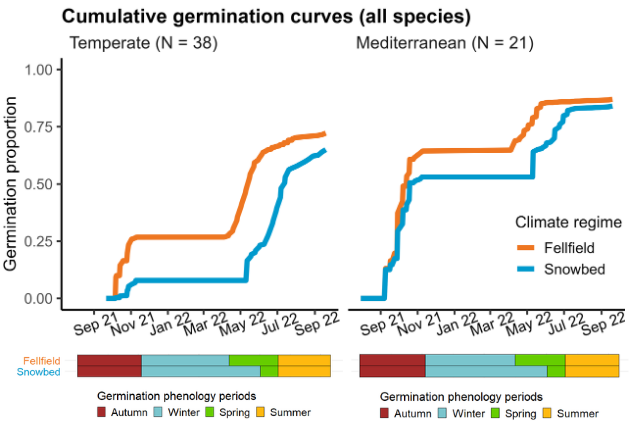 Cumulative germination curves (all species)
Temperate (N = 38)
Mediterranean (N = 21)
Germination proportion
1.00
0.75
0.50
0.25
0.00
Climate regime
Fellfield
Snowbed
Sep 21 Nov 21 Jan 22 Mar 22 May 22 Jul 22 Sep 22
Sep 21 Nov 21 Jan 22 Mar 22 May 22 Jul 22 Sep 22
Fellfield
Snowbed
Germination phenology periods
Autumn Winter Spring Summer
Germination phenology periods
Autumn Winter Spring Summer